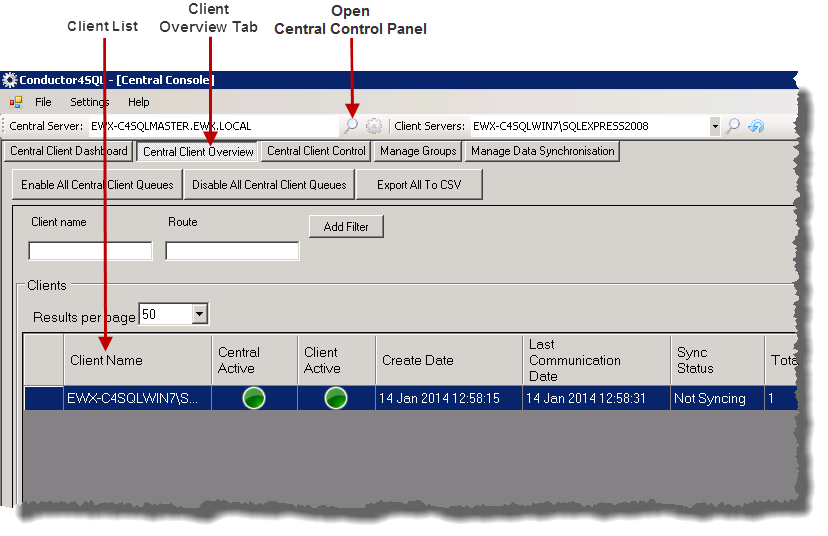 Client List
Client
Overview Tab
Open
Central Control Panel
Conductor4SQL - [Central Console]
File Settings Help
Central Server: EWX-C4SQLMASTER.EWX.LOCAL Client Servers: EWX-C4SQLWIN7\SQLEXPRESS2008
Central Client Dashboard Central Client Overview Central Client Control Manage Groups Manage Data Synchronisation
Enable All Central Client Queues Disable All Central Client Queues Export All To CSV
Client name Route Add Filter
Clients
Results per page 50
Client Name Central Active Client Active Create Date Last Communication Date Sync Status Tota
EWX-C4SQLWIN7\S... 14 Jan 2014 12:58:15 14 Jan 2014 12:58:31 Not Syncing 1